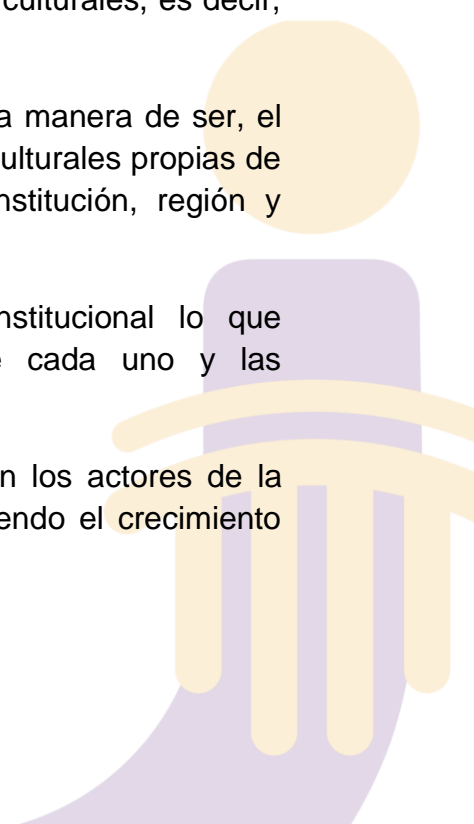 culturales, es decir,
a manera de ser, el
ulturales propias de
nstitución, región y
nstitucional lo que
cada uno y las
n los actores de la
endo el crecimiento